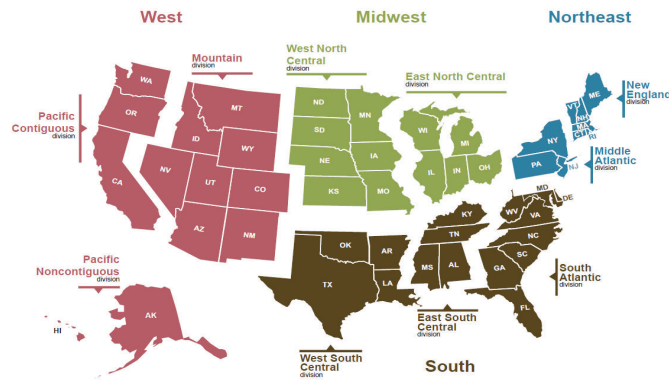 West
Midwest
Northeast
Mountain
division
West North
Central
division
East North Central
division
New
England
division
Pacific
Contiguous
division
Middle
Atlantic
division
WA
OR
CA
MT
ID
WY
NV
UT
CO
AZ
NM
ND
MN
SD
NE
IA
KS
MO
WI
MI
IL
IN
OH
ME
VT
NH
MA
CT
RI
NY
PA
NJ
MD
DE
WV
VA
KY
TN
NC
SC
OK
AR
TX
LA
MS
AL
GA
FL
Pacific
Noncontiguous
division
HI
AK
South
Atlantic
division
East South
Central
division
West South
Central
division
South